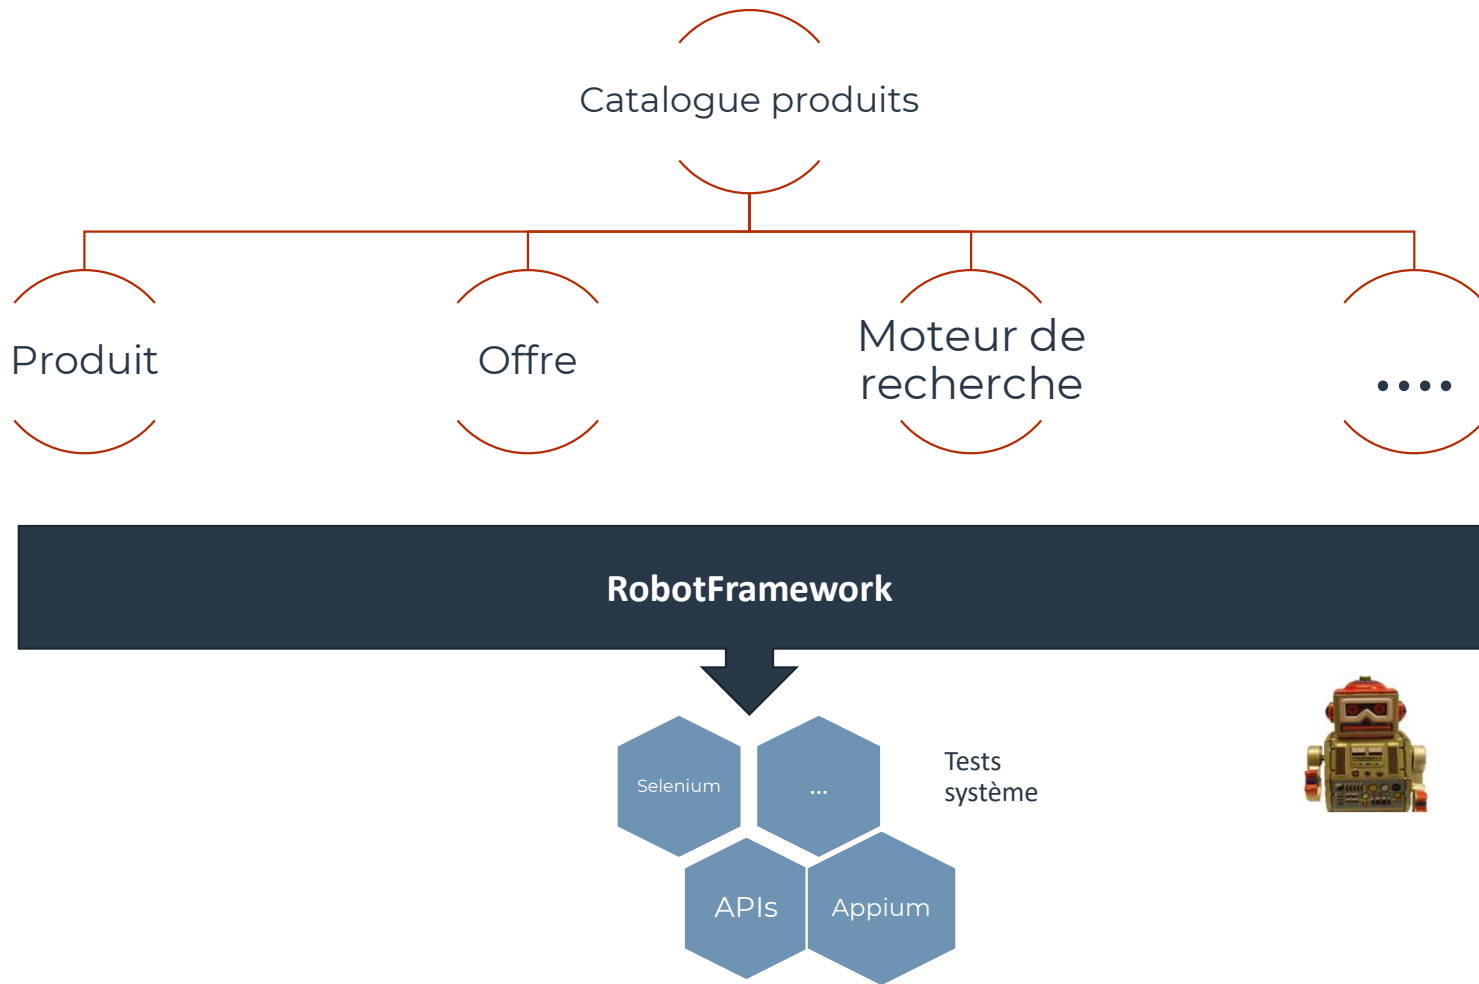 Catalogue produits
Produit
Offre
Moteur de
recherche
....
RobotFramework
Selenium
...
Tests
système
APIs
Appium